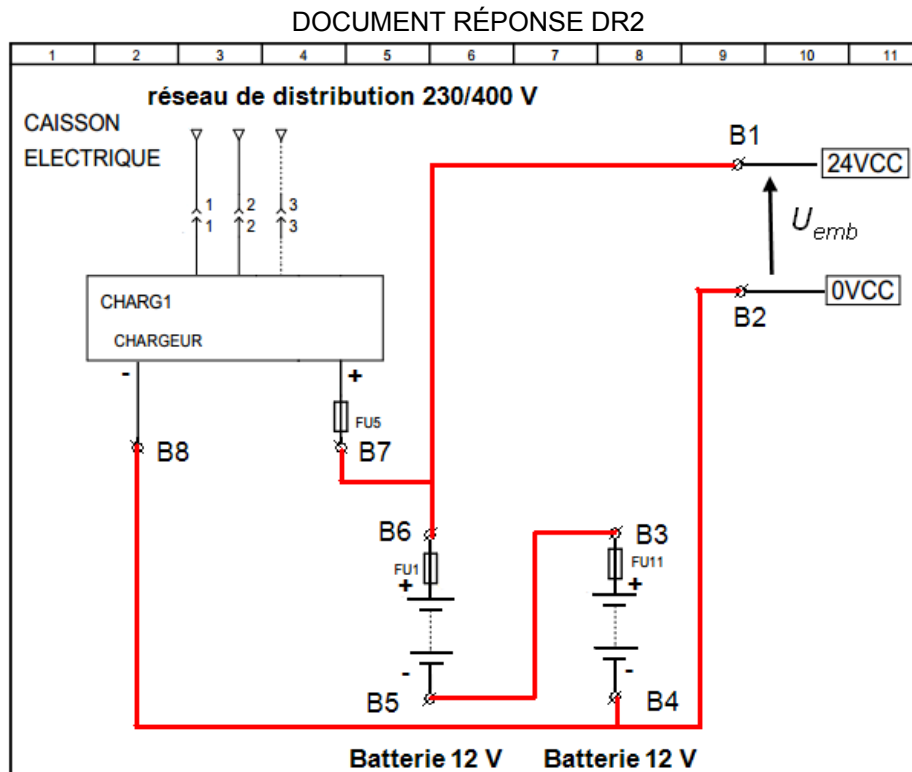 DOCUMENT RÉPONSE DR2
1 2 3 4 5 6 7 8 9 10 11
réseau de distribution 230/400 V
CAISSON
ELECTRIQUE
B1
24VCC
U emb
1 2 3
1 2 3
0VCC
B2
CHARG1
CHARGEUR
- +
FU5
B8 B7
B6 B3
FU1 FU11
+ +
- -
B5 B4
Batterie 12 V Batterie 12 V